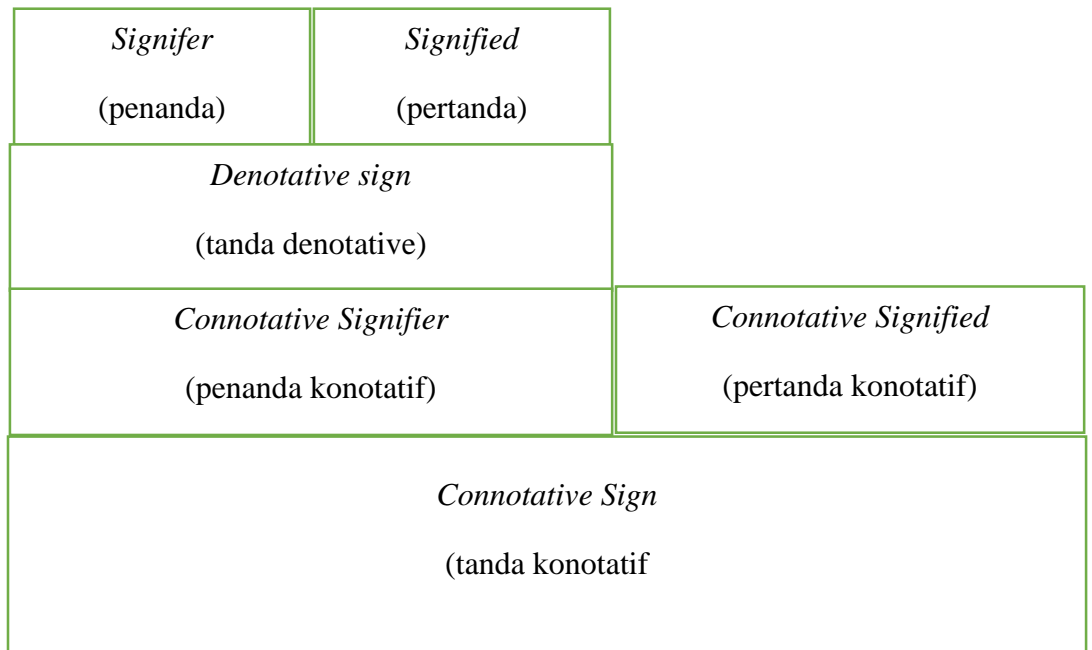 Signifer
(penanda)
Signified
(pertanda)
Denotative sign
(tanda denotative)
Connotative Signifier
(penanda konotatif)
Connotative Signified
(pertanda konotatif)
Connotative Sign
(tanda konotatif